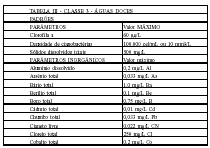 TABELA III - CLASSE 3 - ÁGUAS DOCES
PADRÕES
PARÂMETROS Valor MÁXIMO
Clorofila a 60 µg/L
Densidade de cianobactérias 100.000 cel/mL ou 10 mm3/L
Sólidos dissolvidos totais 500 mg/L
PARÂMETROS INORGÂNICOS Valor máximo
Alumínio dissolvido 0,2 mg/L Al
Arsênio total 0,033 mg/L As
Bário total 1,0 mg/L Ba
Berílio total 0,1 mg/L Be
Boro total 0,75 mg/L B
Cádmio total 0,01 mg/L Cd
Chumbo total 0,033 mg/L Pb
Cianeto livre 0,022 mg/L CN
Cloreto total 250 mg/L Cl
Cobalto total 0,2 mg/L Co